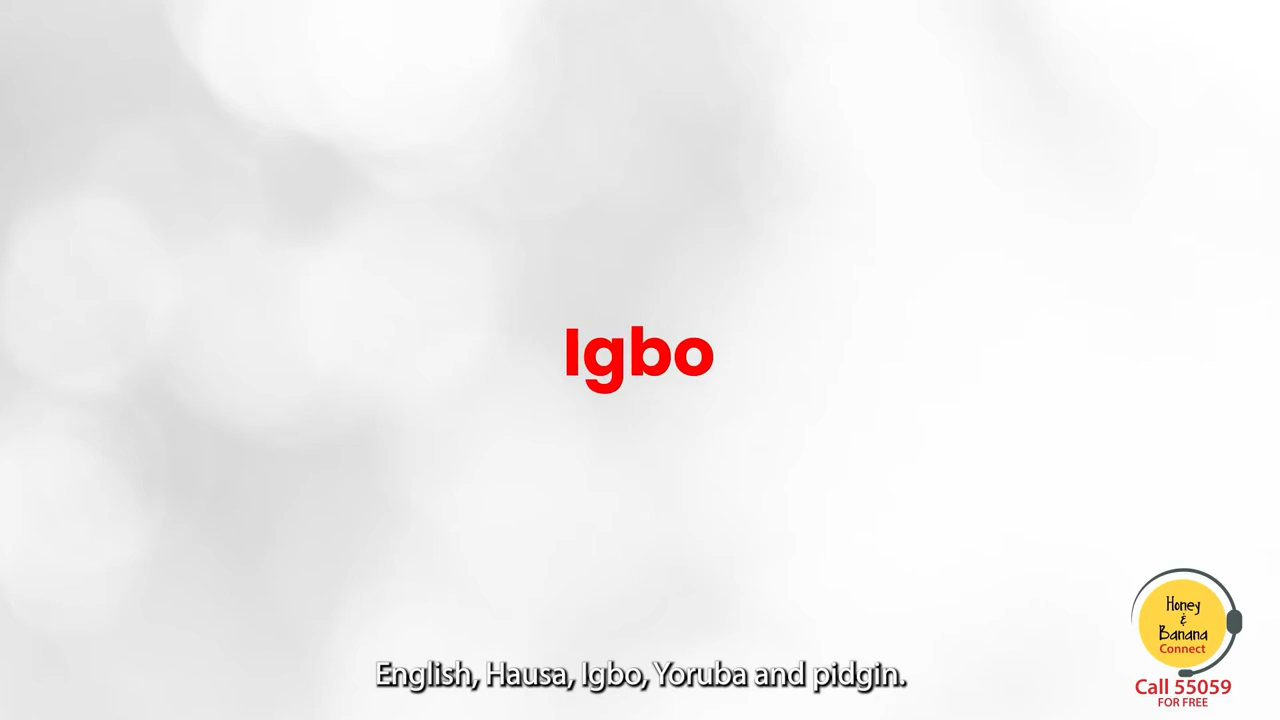 Igbo
Honey
&
Banana
Connect
English, Hausa, Igbo, Yoruba and pidgin.
Call 55059
FOR FREE